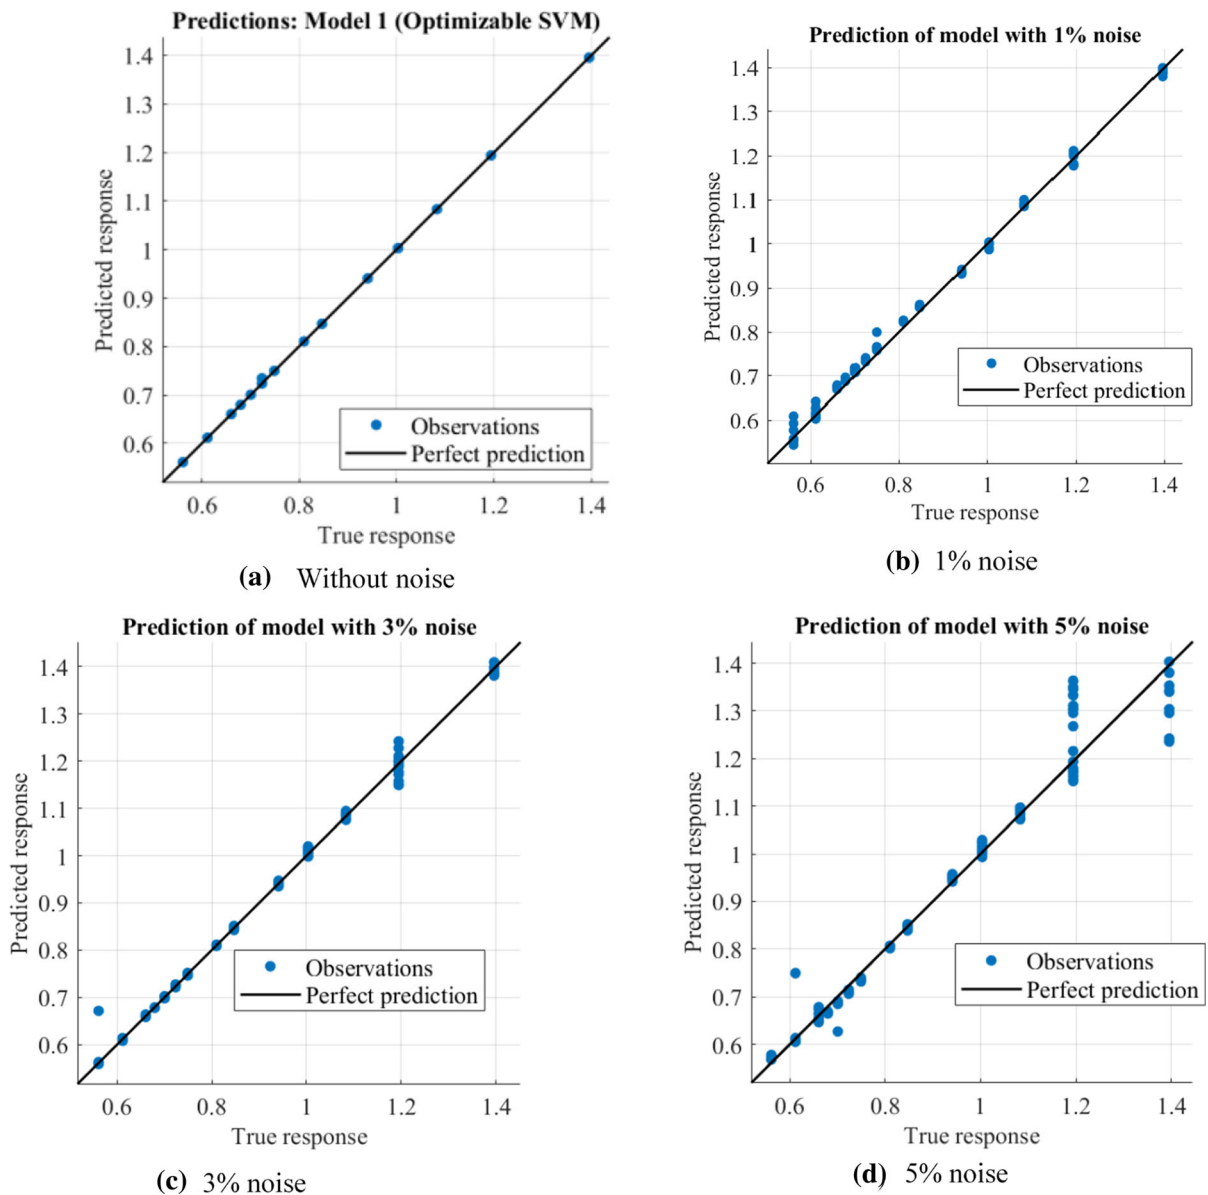 Predictions: Model 1 (Optimizable SVM)
1.4
1.3
1.2
1.1
1
0.9
0.8
0.7
0.6
Predicted response
Observations
Perfect prediction
0.6 0.8 1 1.2 1.4
True response
(a) Without noise
Prediction of model with 1% noise
1.4
1.3
1.2
1.1
1
0.9
0.8
0.7
0.6
Predicted response
Observations
Perfect prediction
0.6 0.8 1 1.2 1.4
True response
(b) 1% noise
Prediction of model with 3% noise
1.4
1.3
1.2
1.1
1
0.9
0.8
0.7
0.6
Predicted response
Observations
Perfect prediction
0.6 0.8 1 1.2 1.4
True response
(c) 3% noise
Prediction of model with 5% noise
1.4
1.3
1.2
1.1
1
0.9
0.8
0.7
0.6
Predicted response
Observations
Perfect prediction
0.6 0.8 1 1.2 1.4
True response
(d) 5% noise